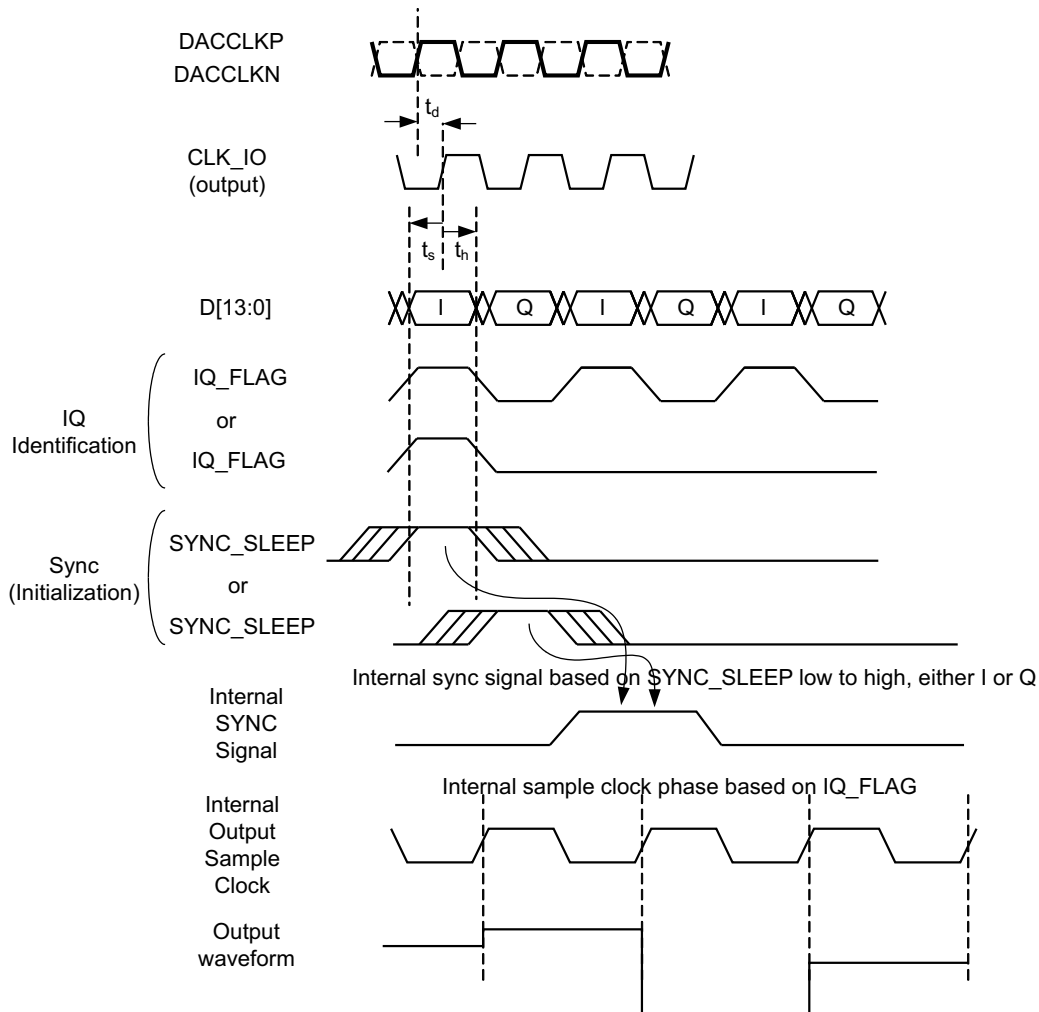 DACCLKP
DACCLKN
t_d
CLK_IO
(output)
t_s
t_h
D[13:0]
I
Q
I
Q
I
Q
IQ
Identification
IQ_FLAG
or
IQ_FLAG
Sync
(Initialization)
SYNC_SLEEP
or
SYNC_SLEEP
Internal sync signal based on SYNC_SLEEP low to high, either I or Q
Internal
SYNC
Signal
Internal sample clock phase based on IQ_FLAG
Internal
Output
Sample
Clock
Output
waveform